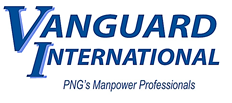 VANGUARD
INTERNATIONAL
PNG's Manpower Professionals